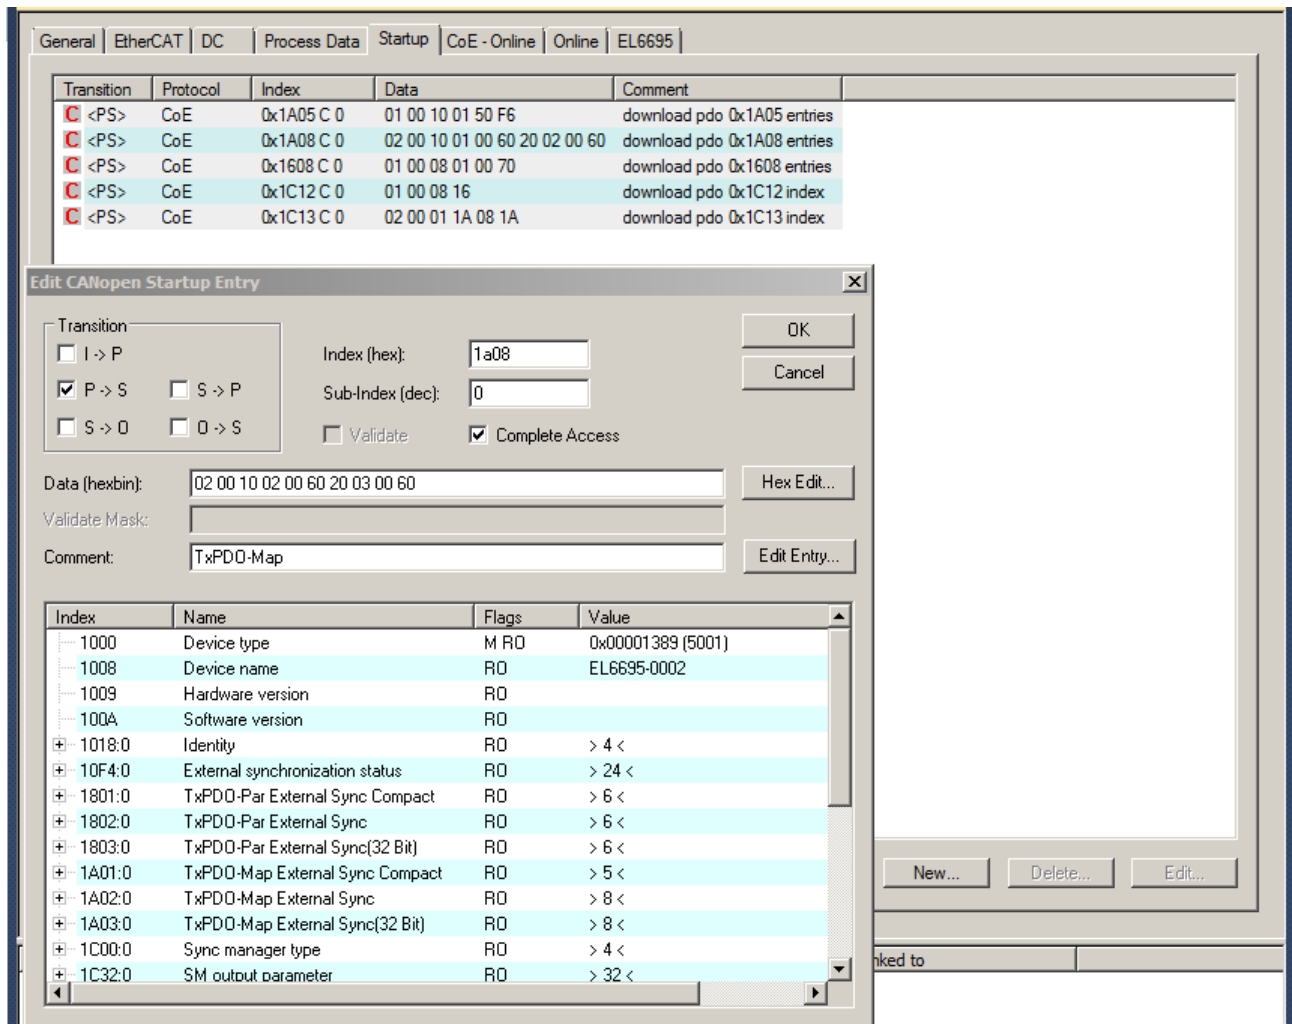 General EtherCAT DC Process Data Startup CoE - Online Online EL6695
Transition Protocol Index Data Comment
C <PS> CoE 0x1A05 C 0 01 00 10 01 50 F6 download pdo 0x1A05 entries
C <PS> CoE 0x1A08 C 0 02 00 10 01 00 60 20 02 00 60 download pdo 0x1A08 entries
C <PS> CoE 0x1608 C 0 01 00 08 01 00 70 download pdo 0x1608 entries
C <PS> CoE 0x1C12 C 0 01 00 08 16 download pdo 0x1C12 index
C <PS> CoE 0x1C13 C 0 02 00 01 1A 08 1A download pdo 0x1C13 index
Edit CANopen Startup Entry
Transition
I -> P
P -> S S -> P
S -> O O -> S
Index (hex): 1a08
Sub-Index (dec): 0
Validate Complete Access
OK
Cancel
Data (hexbin): 02 00 10 02 00 60 20 03 00 60 Hex Edit...
Validate Mask:
Comment: TxPDO-Map Edit Entry...
Index Name Flags Value
1000 Device type M RO 0x00001389 (5001)
1008 Device name RO EL6695-0002
1009 Hardware version RO
100A Software version RO
1018:0 Identity RO > 4 <
10F4:0 External synchronization status RO > 24 <
1801:0 TxPDO-Par External Sync Compact RO > 6 <
1802:0 TxPDO-Par External Sync RO > 6 <
1803:0 TxPDO-Par External Sync(32 Bit) RO > 6 <
1A01:0 TxPDO-Map External Sync Compact RO > 5 <
1A02:0 TxPDO-Map External Sync RO > 8 <
1A03:0 TxPDO-Map External Sync(32 Bit) RO > 8 <
1C00:0 Sync manager type RO > 4 <
1C32:0 SM output parameter RO > 32 <
New... Delete... Edit...
nked to